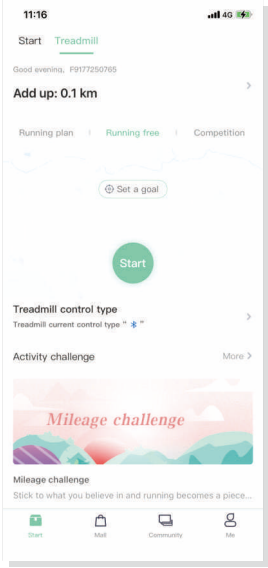 11:16
4G
Start Treadmill
Good evening, F9177250765
Add up: 0.1 km
Running plan Running free Competition
Set a goal
Start
Treadmill control type
Treadmill current control type " "
Activity challenge More >
Mileage challenge
Mileage challenge
Stick to what you believe in and running becomes a piece...
Start Mall Community Me